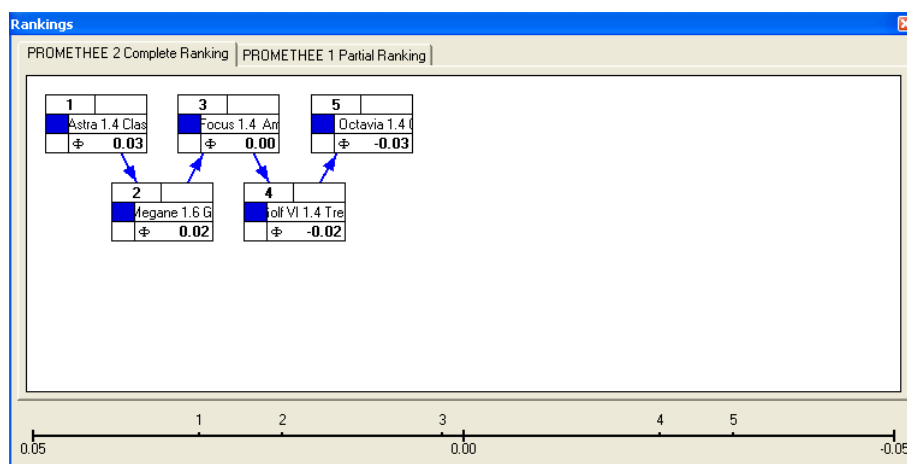 Rankings
PROMETHEE 2 Complete Ranking
PROMETHEE 1 Partial Ranking
1
Astra 1.4 Clas
Φ 0.03
3
Focus 1.4 Am
Φ 0.00
5
Octavia 1.4
Φ -0.03
2
Megane 1.6 G
Φ 0.02
4
Golf VI 1.4 Tre
Φ -0.02
1 2 3 4 5
0.05 0.00 -0.05